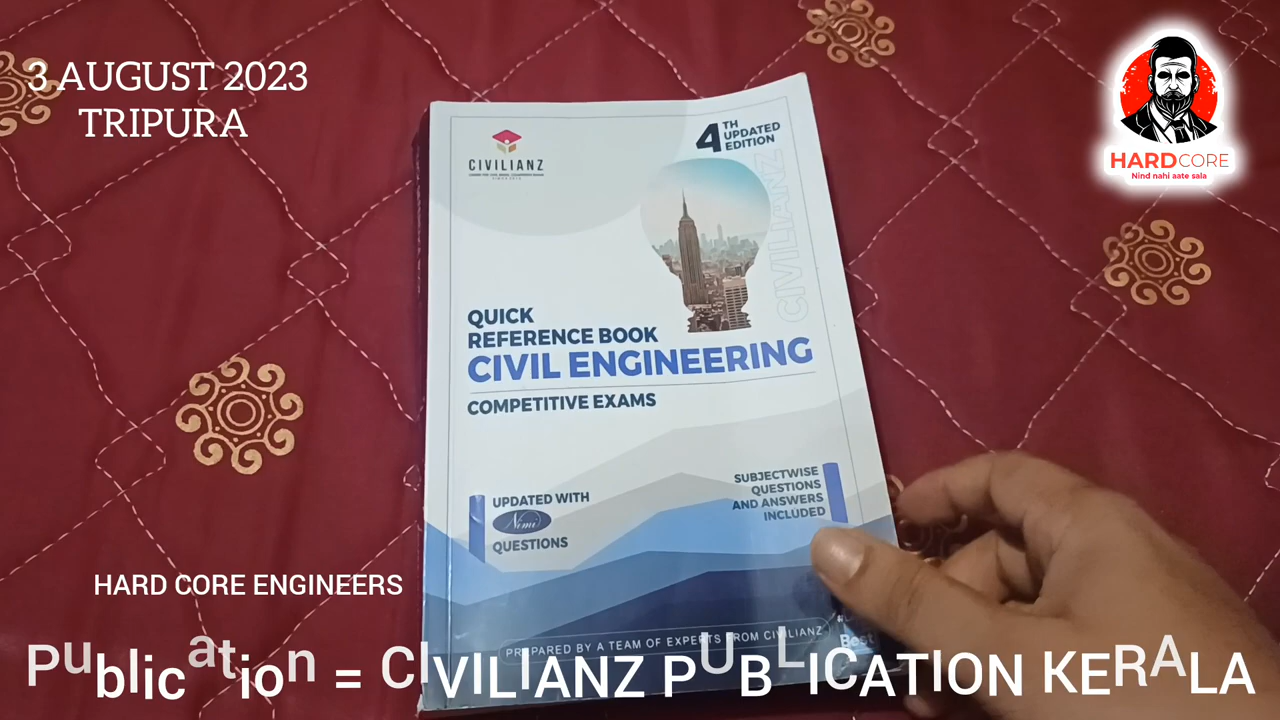 3 AUGUST 2023
TRIPURA
HARDCORE
Nind nahi aate sala
CIVILIANZ
4TH
UPDATED
EDITION
CIVILIANZ
QUICK
REFERENCE BOOK
CIVIL ENGINEERING
COMPETITIVE EXAMS
UPDATED WITH
Nimi
QUESTIONS
SUBJECTWISE
QUESTIONS
AND ANSWERS
INCLUDED
HARD CORE ENGINEERS
PREPARED BY A TEAM OF EXPERTS FROM CIVILIANZ
Best
Publication = CIVILIANZ PUBLICATION KERALA